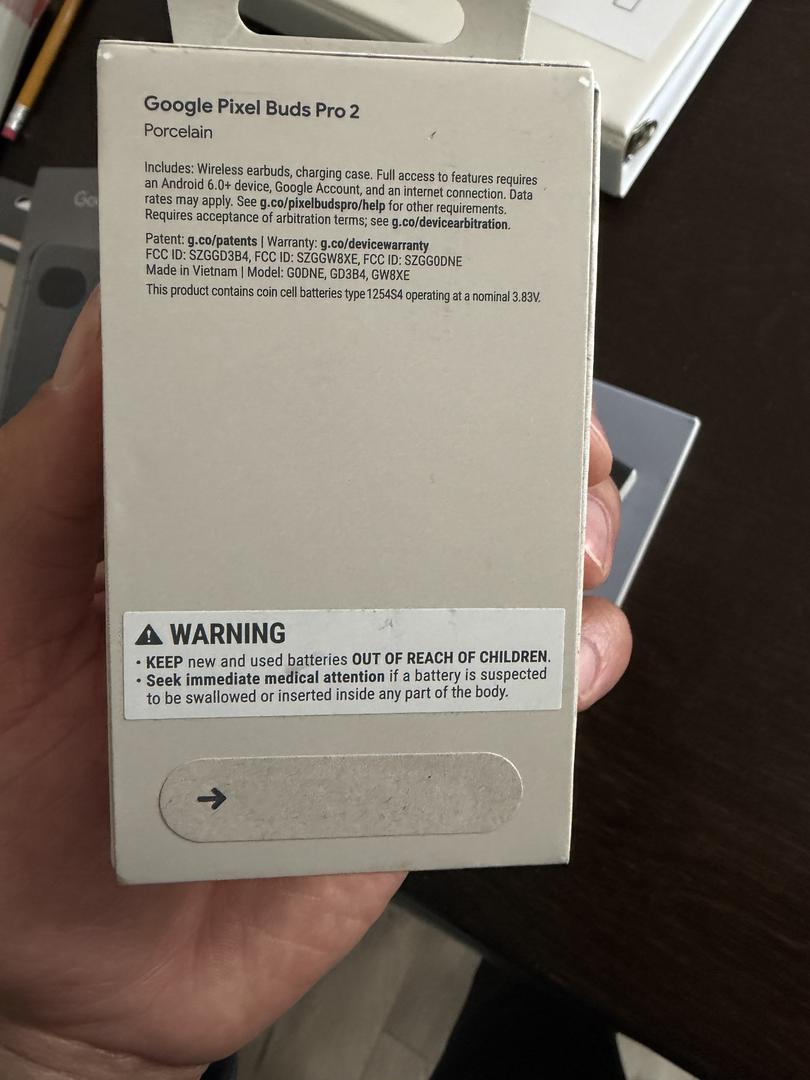 Google Pixel Buds Pro 2
Porcelain
Includes: Wireless earbuds, charging case. Full access to features requires
an Android 6.0+ device, Google Account, and an internet connection. Data
rates may apply. See g.co/pixelbudspro/help for other requirements.
Requires acceptance of arbitration terms; see g.co/devicearbitration.
Patent: g.co/patents | Warranty: g.co/devicewarranty
FCC ID: SZGGD3B4, FCC ID: SZGGW8XE, FCC ID: SZGG0DNE
Made in Vietnam | Model: G0DNE, GD3B4, GW8XE
This product contains coin cell batteries type 1254S4 operating at a nominal 3.83V.
WARNING
• KEEP new and used batteries OUT OF REACH OF CHILDREN.
• Seek immediate medical attention if a battery is suspected
to be swallowed or inserted inside any part of the body.